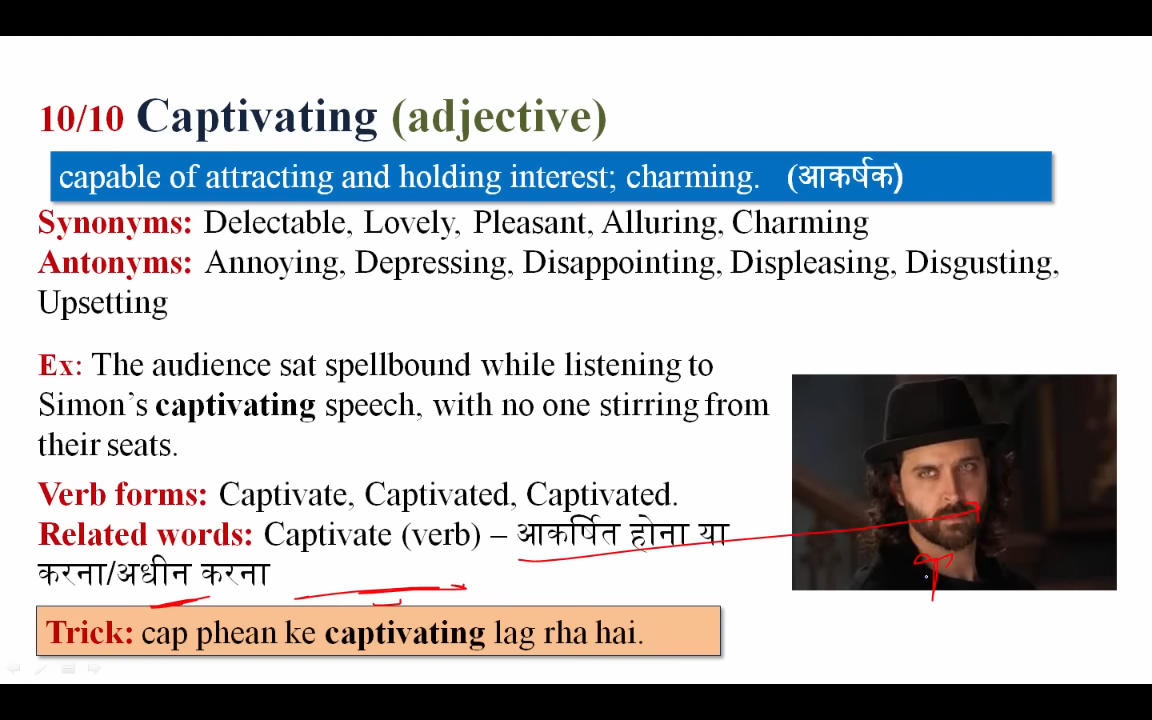 10/10 Captivating (adjective)
capable of attracting and holding interest; charming. (आकर्षक)
Synonyms: Delectable, Lovely, Pleasant, Alluring, Charming
Antonyms: Annoying, Depressing, Disappointing, Displeasing, Disgusting,
Upsetting
Ex: The audience sat spellbound while listening to
Simon’s captivating speech, with no one stirring from
their seats.
Verb forms: Captivate, Captivated, Captivated.
Related words: Captivate (verb) – आकर्षित होना या
करना/अधीन करना
Trick: cap phean ke captivating lag rha hai.